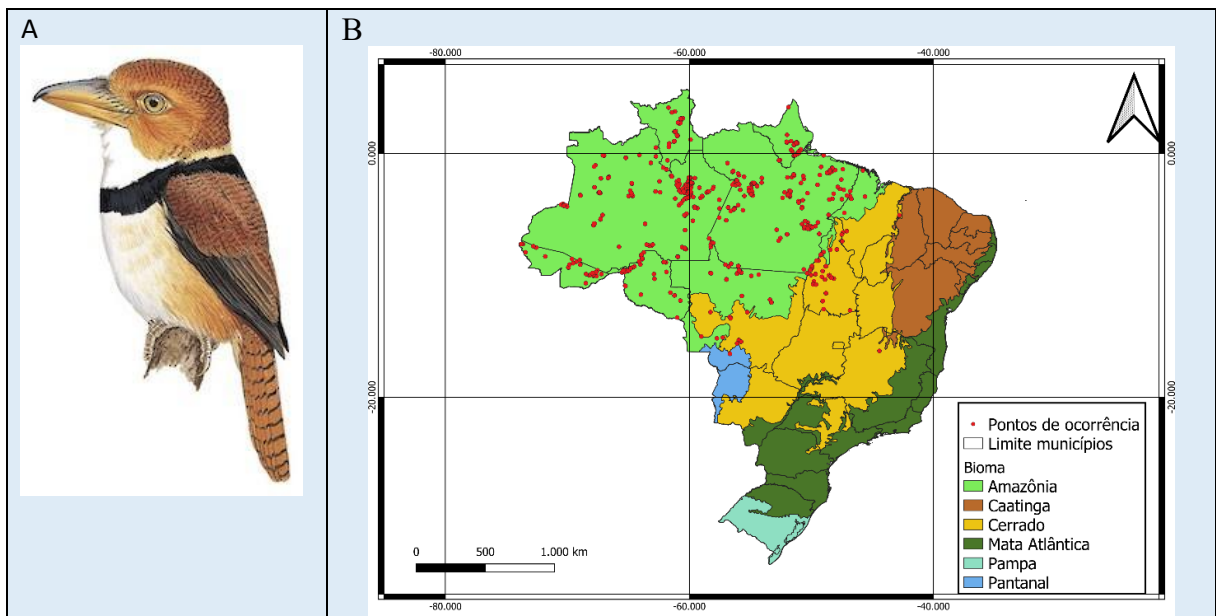 A
B
-80.000 -60.000 -40.000
0.000 0.000
-20.000 -20.000
Pontos de ocorrência
Limite municípios
Bioma
Amazônia
Caatinga
Cerrado
Mata Atlântica
Pampa
Pantanal
0 500 1.000 km
-80.000 -60.000 -40.000